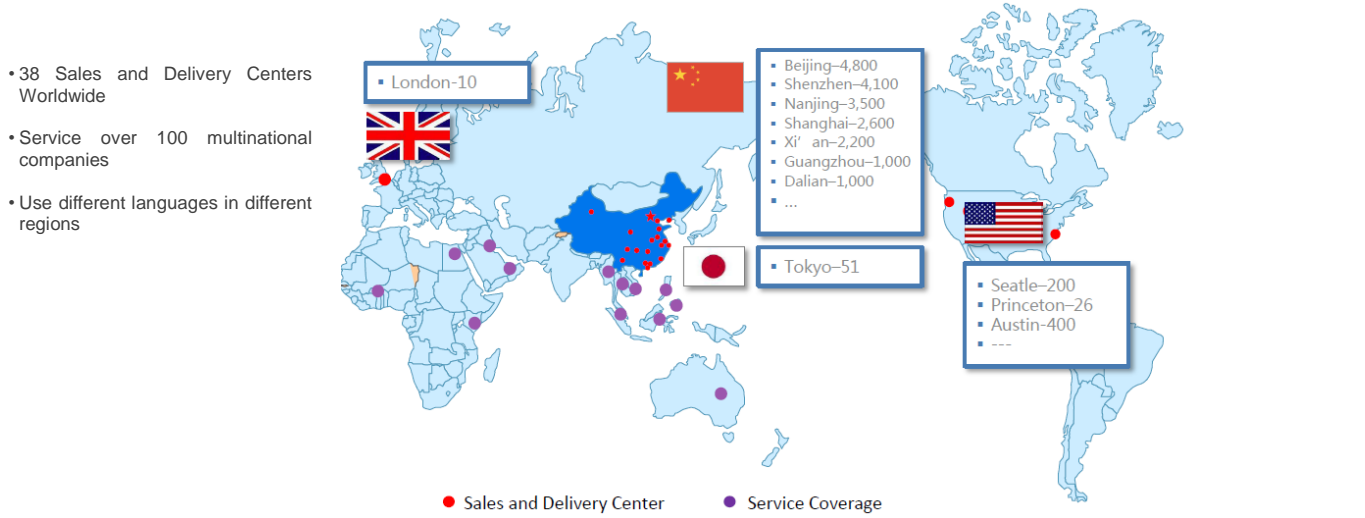 • 38 Sales and Delivery Centers
Worldwide
• Service over 100 multinational
companies
• Use different languages in different
regions
▪ London-10
▪ Beijing–4,800
▪ Shenzhen–4,100
▪ Nanjing–3,500
▪ Shanghai–2,600
▪ Xi’ an–2,200
▪ Guangzhou–1,000
▪ Dalian–1,000
▪ ...
▪ Tokyo–51
▪ Seatle–200
▪ Princeton–26
▪ Austin-400
▪ ---
Sales and Delivery Center
Service Coverage